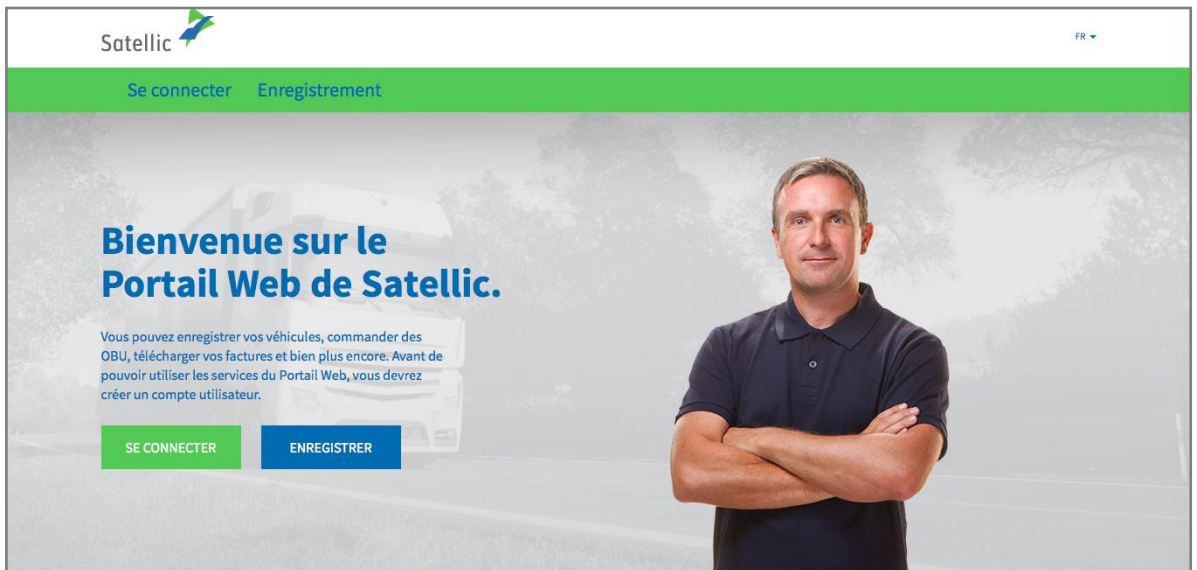 Satellic
FR
Se connecter Enregistrement
Bienvenue sur le
Portail Web de Satellic.
Vous pouvez enregistrer vos véhicules, commander des
OBU, télécharger vos factures et bien plus encore. Avant de
pouvoir utiliser les services du Portail Web, vous devrez
créer un compte utilisateur.
SE CONNECTER ENREGISTRER